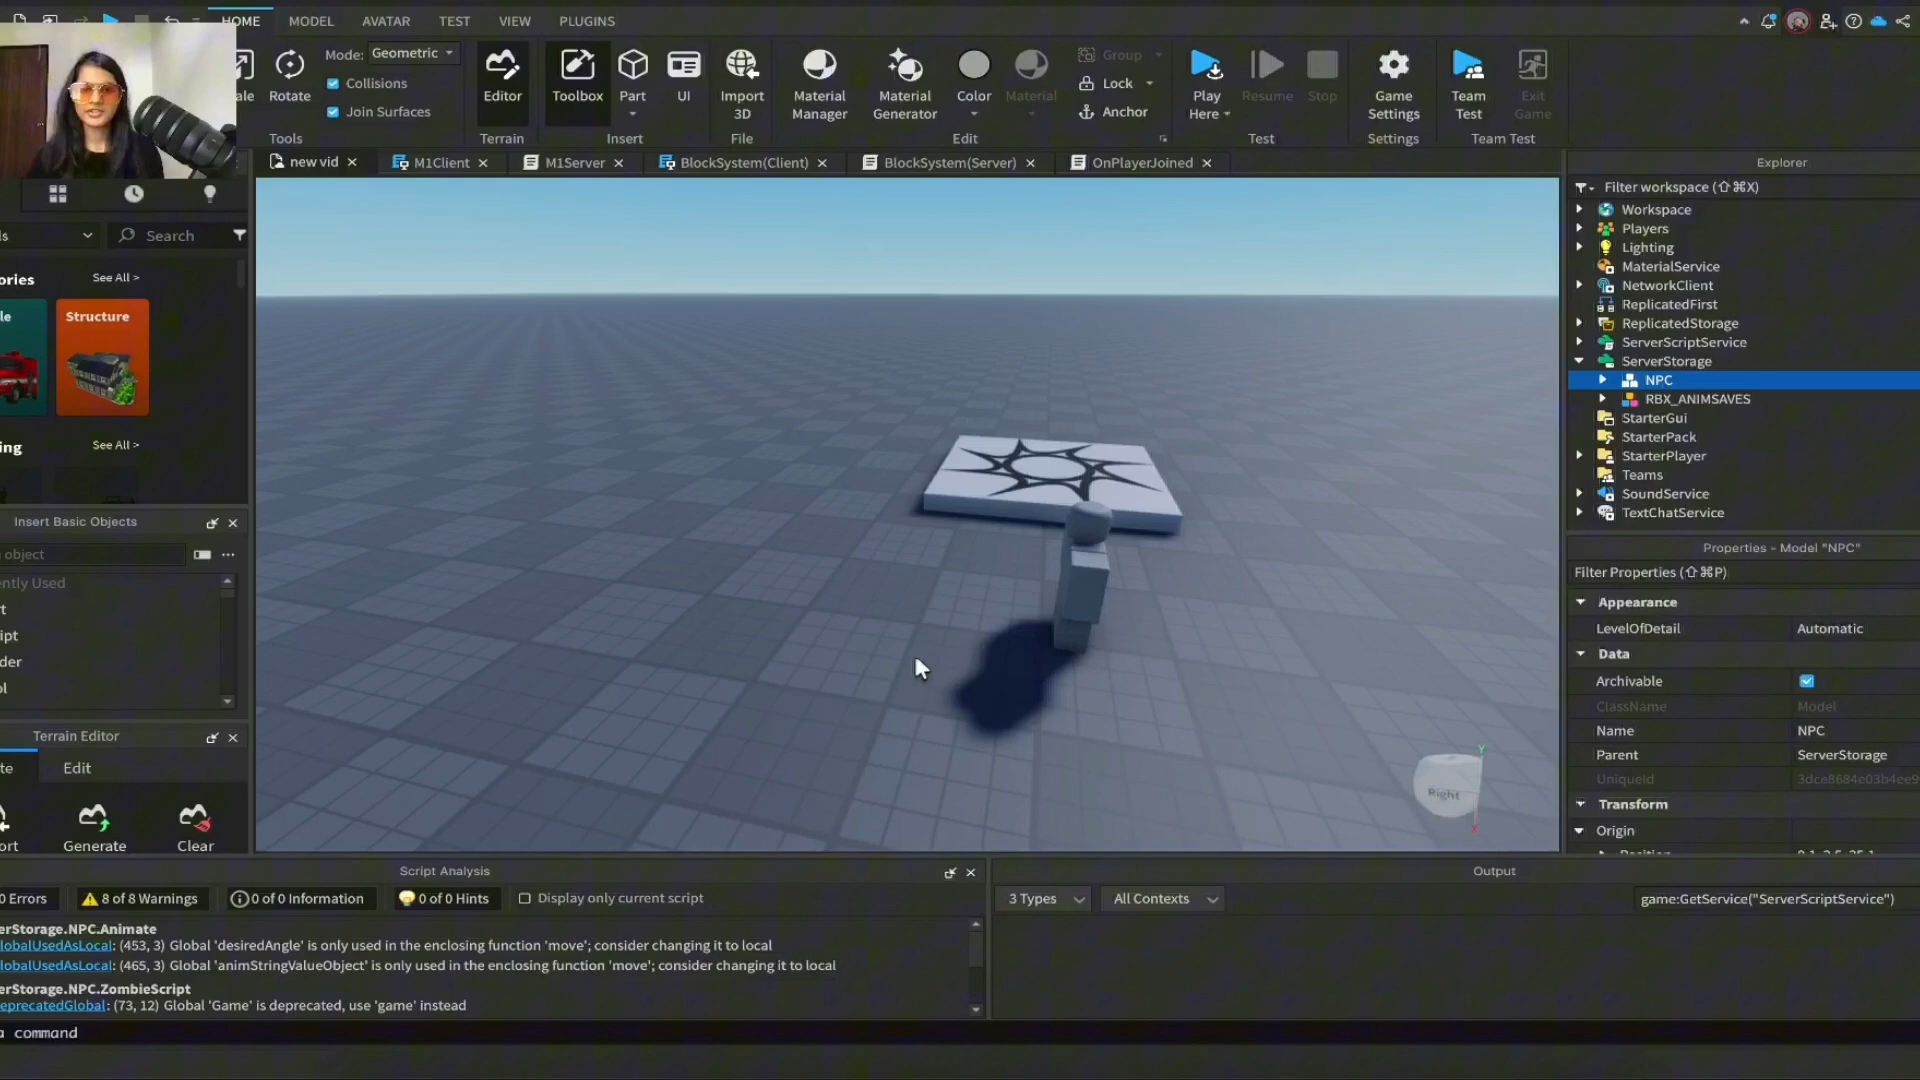 HOME MODEL AVATAR TEST VIEW PLUGINS
Mode: Geometric
Collisions
Join Surfaces
ale Rotate
Tools
Editor
Terrain
Toolbox Part UI
Insert
Import 3D
File
Material Manager
Material Generator
Color
Material
Group
Lock
Anchor
Edit
Play Here
Resume
Stop
Test
Game Settings
Settings
Team Test
Exit Game
Team Test
new vid M1Client M1Server BlockSystem(Client) BlockSystem(Server) OnPlayerJoined
ls Search
ories See All >
le Structure
ing See All >
Insert Basic Objects
object
ently Used
rt
ipt
der
ol
Terrain Editor
te Edit
ort Generate Clear
Right
Y
X
Explorer
Filter workspace (⇧⌘X)
Workspace
Players
Lighting
MaterialService
NetworkClient
ReplicatedFirst
ReplicatedStorage
ServerScriptService
ServerStorage
NPC
RBX_ANIMSAVES
StarterGui
StarterPack
StarterPlayer
Teams
SoundService
TextChatService
Properties - Model "NPC"
Filter Properties (⇧⌘P)
Appearance
LevelOfDetail Automatic
Data
Archivable
ClassName Model
Name NPC
Parent ServerStorage
UniqueId 3dce8684e03b4ee9
Transform
Origin
Script Analysis
0 Errors 8 of 8 Warnings 0 of 0 Information 0 of 0 Hints Display only current script
erStorage.NPC.Animate
lobalUsedAsLocal: (453, 3) Global 'desiredAngle' is only used in the enclosing function 'move'; consider changing it to local
lobalUsedAsLocal: (465, 3) Global 'animStringValueObject' is only used in the enclosing function 'move'; consider changing it to local
erStorage.NPC.ZombieScript
eprecatedGlobal: (73, 12) Global 'Game' is deprecated, use 'game' instead
Output
3 Types All Contexts game:GetService("ServerScriptService")
a command